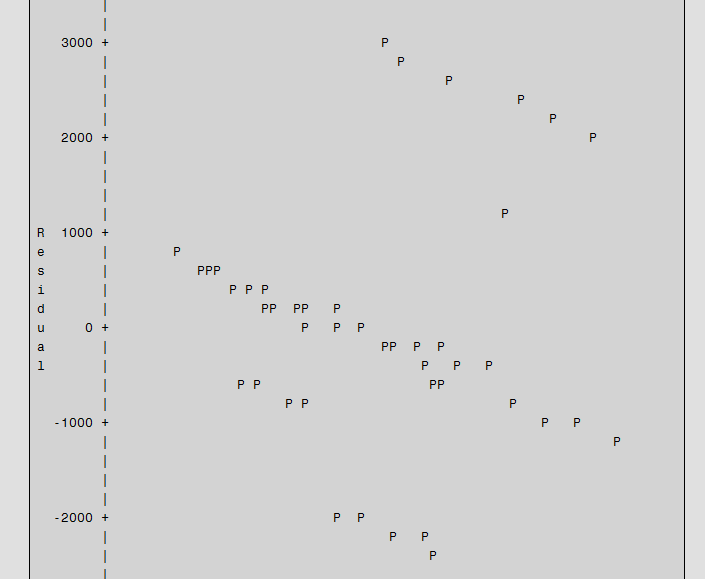 |
|
3000 + P
| P
| P
| P
| P
2000 + P
|
|
|
| P
R 1000 +
e | P
s | PPP
i | P P P
d | PP PP P
u 0 + P P P
a | PP P P
l | P P P
| P P PP
| P P P
-1000 + P P
| P
|
|
|
-2000 + P P
| P P
| P
|